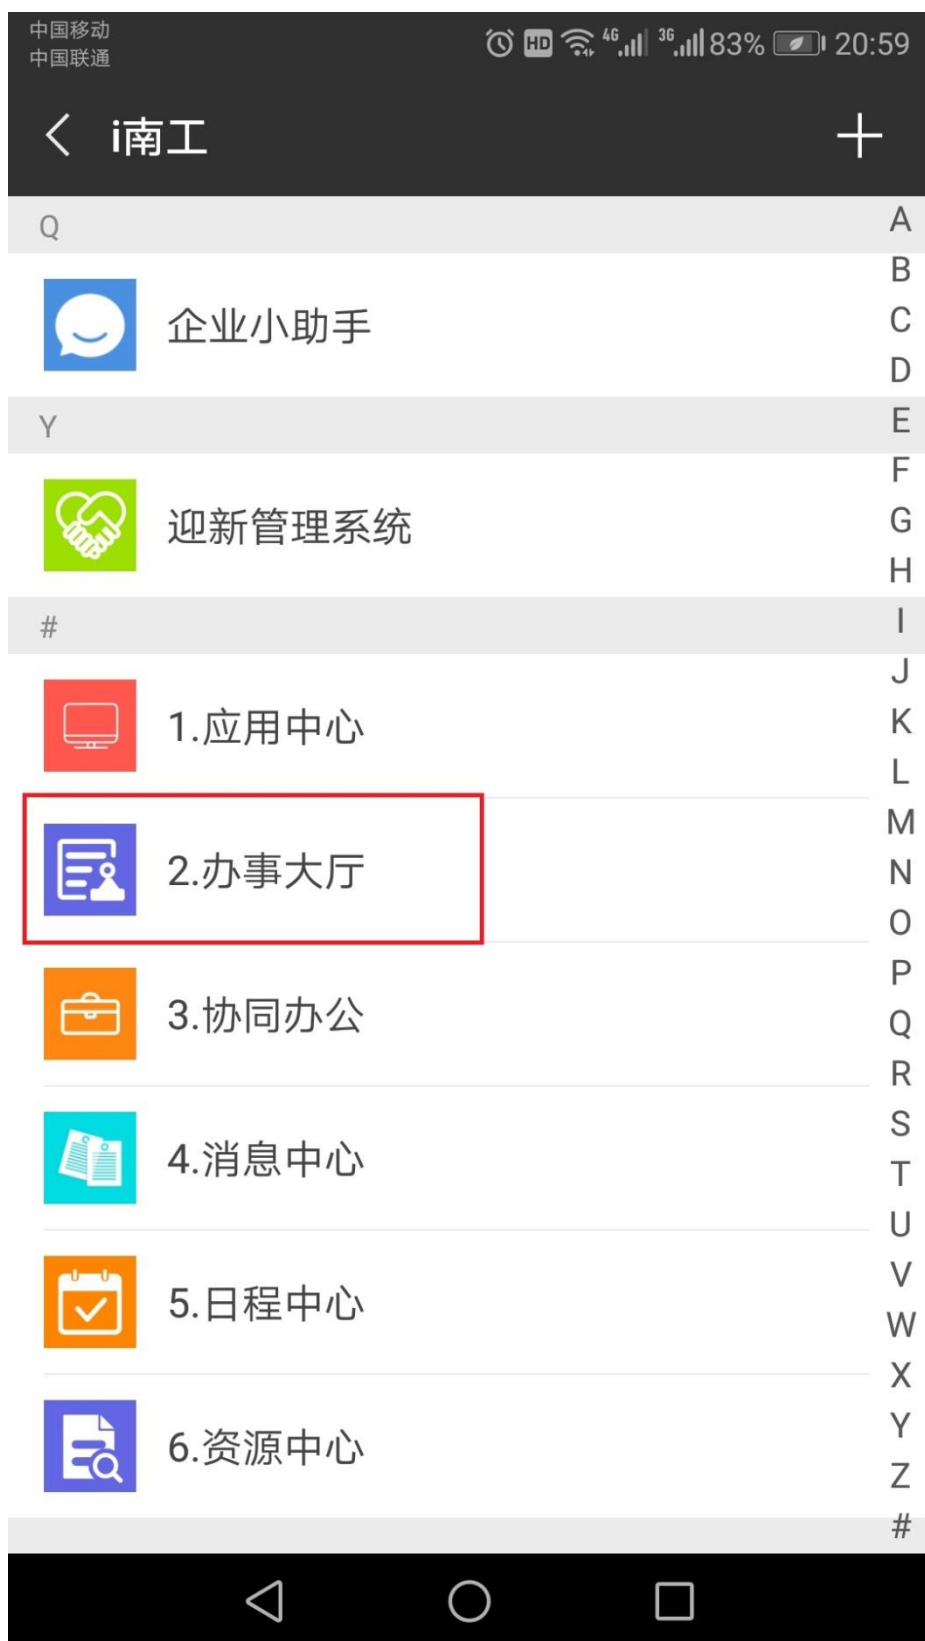 中国移动
中国联通
HD 4G 3G 83% 20:59
i南工
Q
企业小助手
Y
迎新管理系统
#
1.应用中心
2.办事大厅
3.协同办公
4.消息中心
5.日程中心
6.资源中心
A
B
C
D
E
F
G
H
I
J
K
L
M
N
O
P
Q
R
S
T
U
V
W
X
Y
Z
#